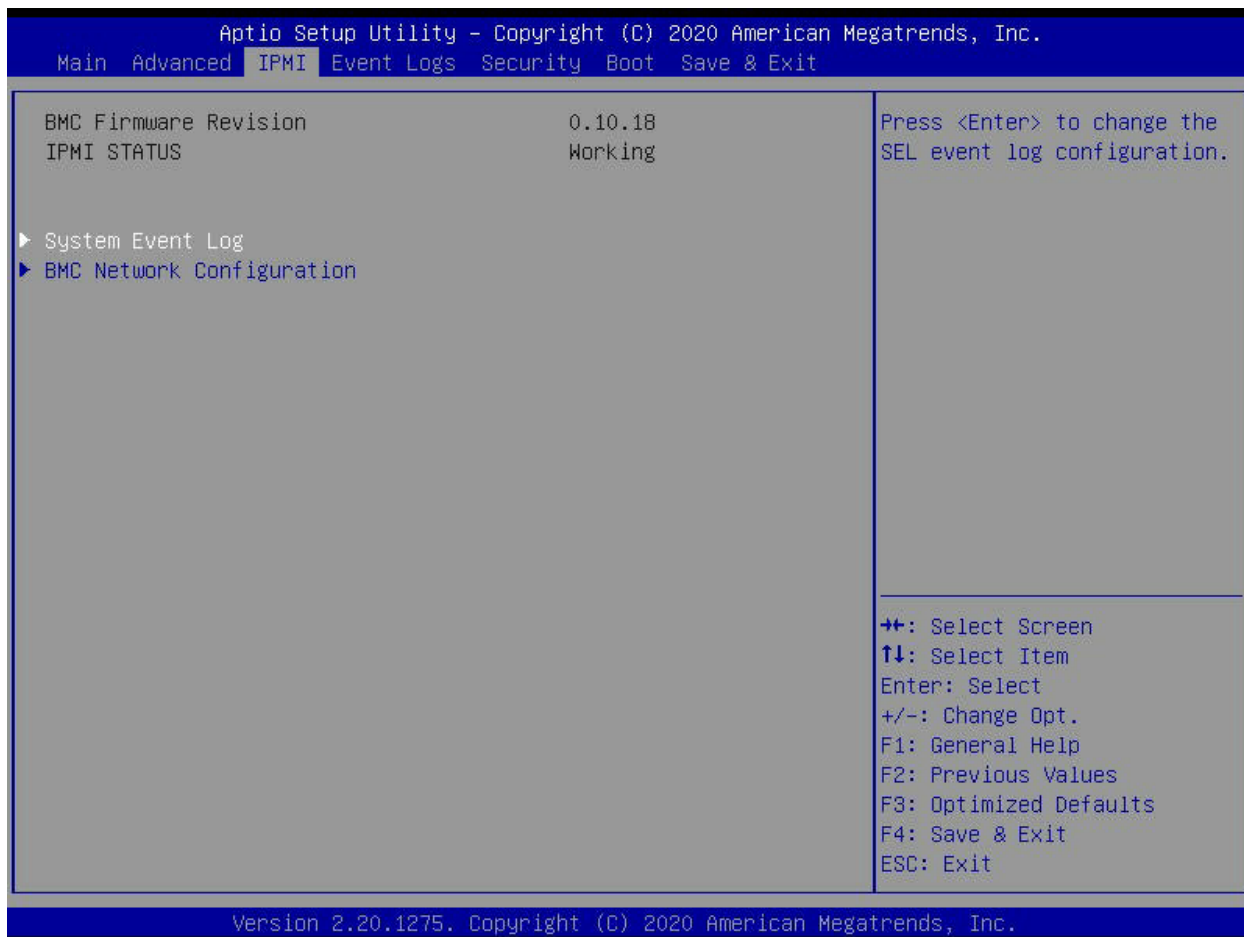 Aptio Setup Utility – Copyright (C) 2020 American Megatrends, Inc.
Main Advanced IPMI Event Logs Security Boot Save & Exit
BMC Firmware Revision 0.10.18
IPMI STATUS Working
System Event Log
BMC Network Configuration
Press <Enter> to change the
SEL event log configuration.
→←: Select Screen
↑↓: Select Item
Enter: Select
+/-: Change Opt.
F1: General Help
F2: Previous Values
F3: Optimized Defaults
F4: Save & Exit
ESC: Exit
Version 2.20.1275. Copyright (C) 2020 American Megatrends, Inc.